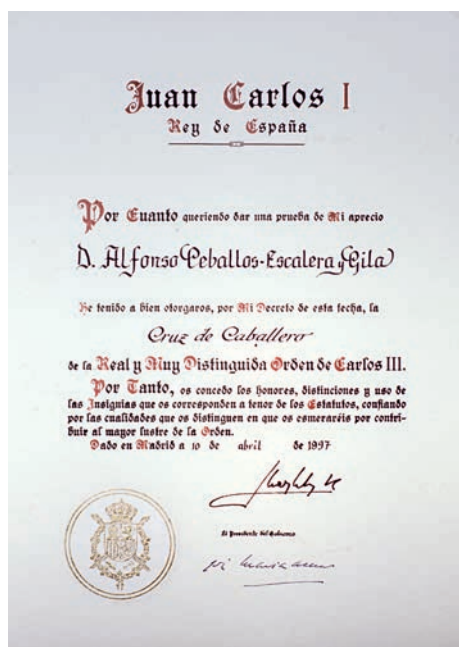 Juan Carlos I
Rey de España
Por Cuanto queriendo dar una prueba de Mi aprecio
D. Alfonso Ceballos-Escalera y Gila
He tenido a bien otorgaros, por Mi Decreto de esta fecha, la
Cruz de Caballero
de la Real y Muy Distinguida Orden de Carlos III.
Por Tanto, os concedo los honores, distinciones y uso de
las Insignias que os corresponden a tenor de los Estatutos, confiando
por las cualidades que os distinguen en que os esmeraréis por contri-
buir al mayor lustre de la Orden.
Dado en Madrid a 10 de abril de 1997
El Presidente del Gobierno